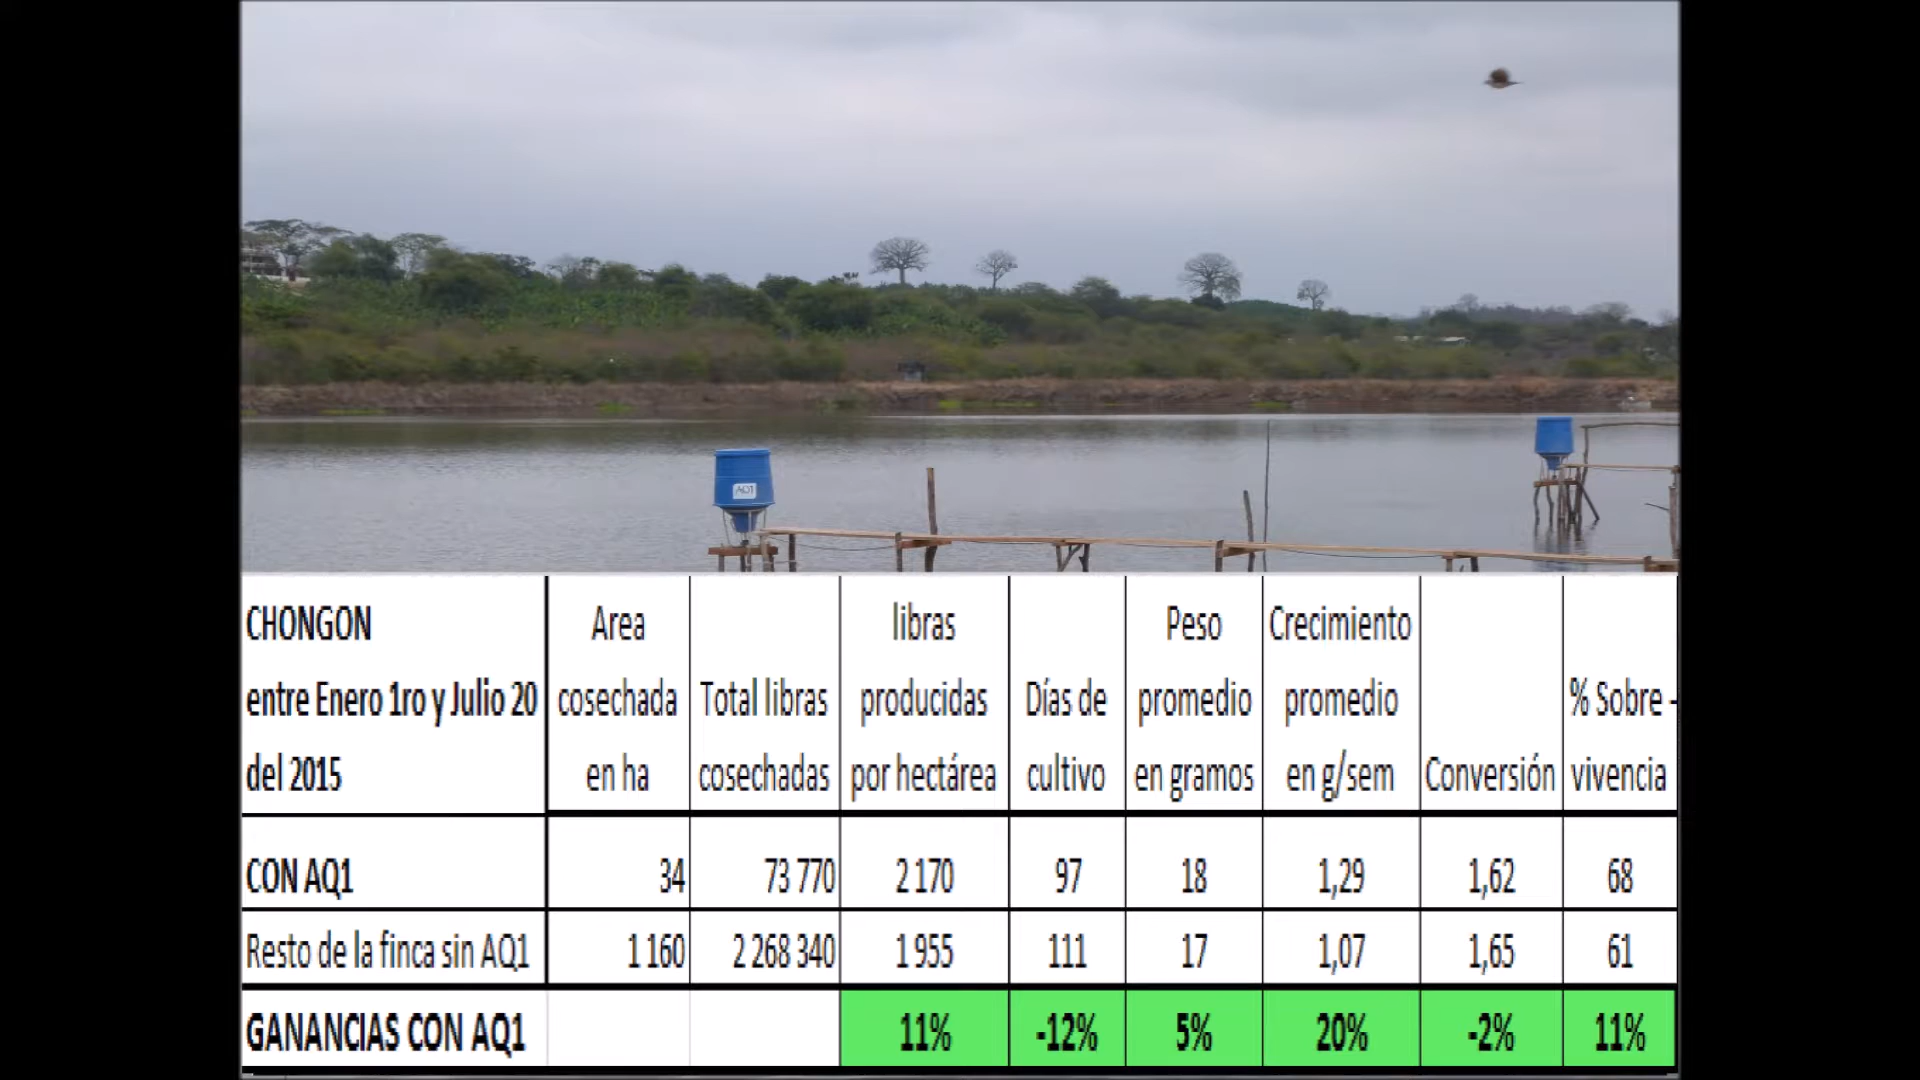 AQ1
CHONGON
entre Enero 1ro y Julio 20
del 2015
Area
cosechada
en ha
Total libras
cosechadas
libras
producidas
por hectárea
Días de
cultivo
Peso
promedio
en gramos
Crecimiento
promedio
en g/sem
Conversión
% Sobre -
vivencia
CON AQ1 34 73 770 2 170 97 18 1,29 1,62 68
Resto de la finca sin AQ1 1 160 2 268 340 1 955 111 17 1,07 1,65 61
GANANCIAS CON AQ1 11% -12% 5% 20% -2% 11%